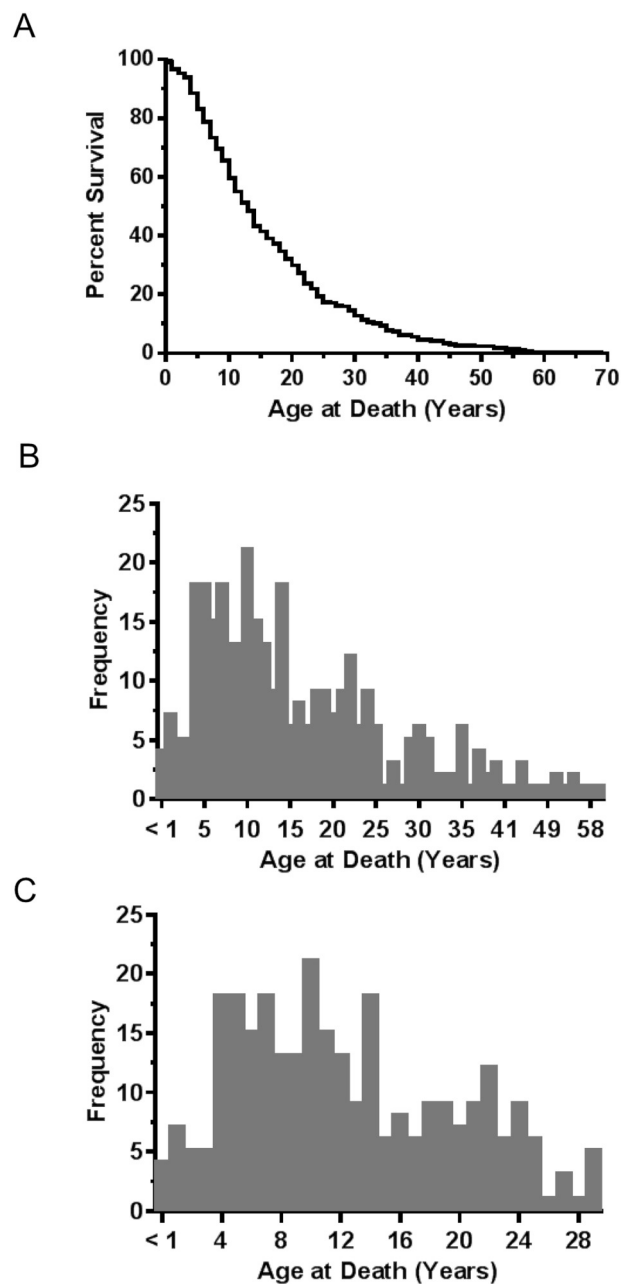 A
100
80
60
40
20
0
Percent Survival
0 10 20 30 40 50 60 70
Age at Death (Years)
B
25
20
15
10
5
0
Frequency
< 1 5 10 15 20 25 30 35 41 49 58
Age at Death (Years)
C
25
20
15
10
5
0
Frequency
< 1 4 8 12 16 20 24 28
Age at Death (Years)